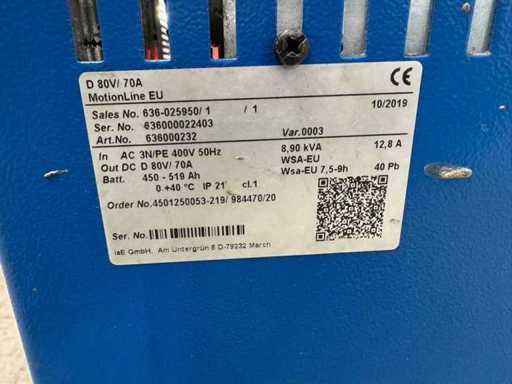 D 80V/ 70A
MotionLine EU
CE
Sales No. 636-025950/ 1 / 1 10/2019
Ser. No. 636000022403
Art.No. 636000232 Var.0003
In AC 3N/PE 400V 50Hz 8,90 kVA 12,8 A
Out DC D 80V/ 70A WSA-EU
Batt. 450 - 519 Ah Wsa-EU 7,5-9h 40 Pb
0 +40 °C IP 21 cl.1
Order No.4501250053-219/ 984470/20
Ser. No.
iaE GmbH, Am Untergrün 8 D-79232 March